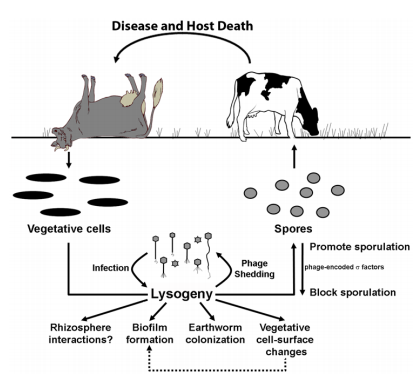 Disease and Host Death
Vegetative cells
Spores
Promote sporulation
phage-encoded σ factors
Block sporulation
Infection
Phage
Shedding
Lysogeny
Rhizosphere
interactions?
Biofilm
formation
Earthworm
colonization
Vegetative
cell-surface
changes